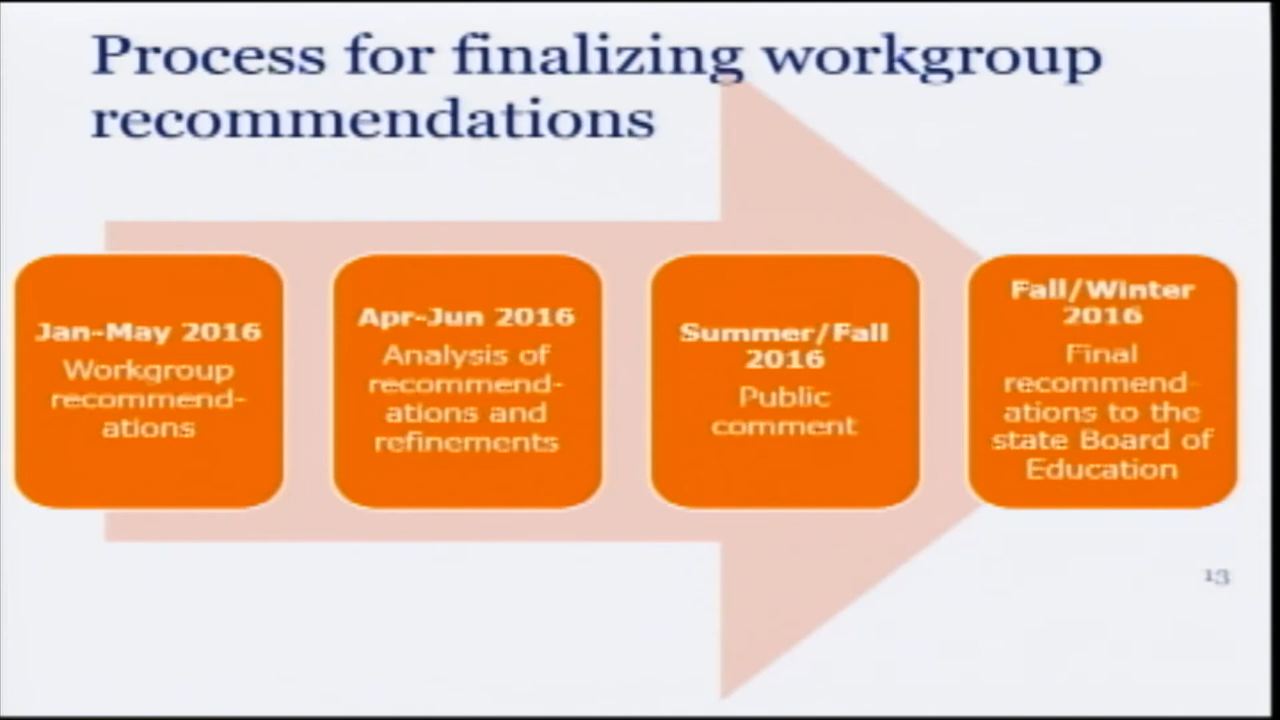 Process for finalizing workgroup
recommendations
Jan-May 2016
Workgroup
recommend-
ations
Apr-Jun 2016
Analysis of
recommend-
ations and
refinements
Summer/Fall
2016
Public
comment
Fall/Winter
2016
Final
recommend-
ations to the
state Board of
Education
13